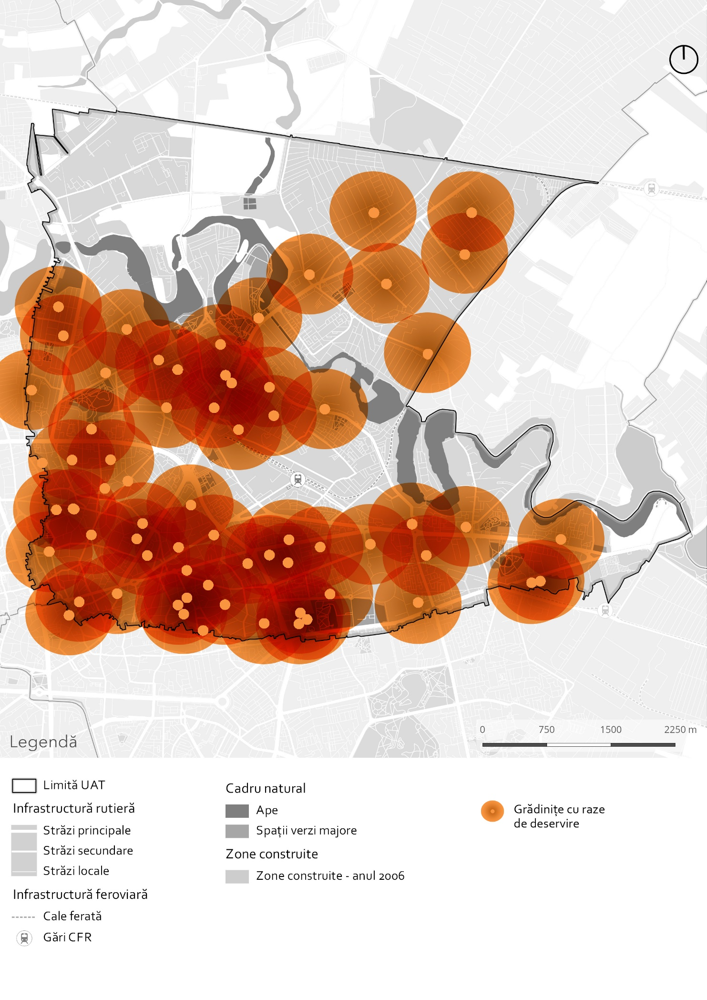 0 750 1500 2250 m
Legendă
Limită UAT
Infrastructură rutieră
Străzi principale
Străzi secundare
Străzi locale
Infrastructură feroviară
Cale ferată
Gări CFR
Cadru natural
Ape
Spații verzi majore
Zone construite
Zone construite - anul 2006
Grădinițe cu raze
de deservire